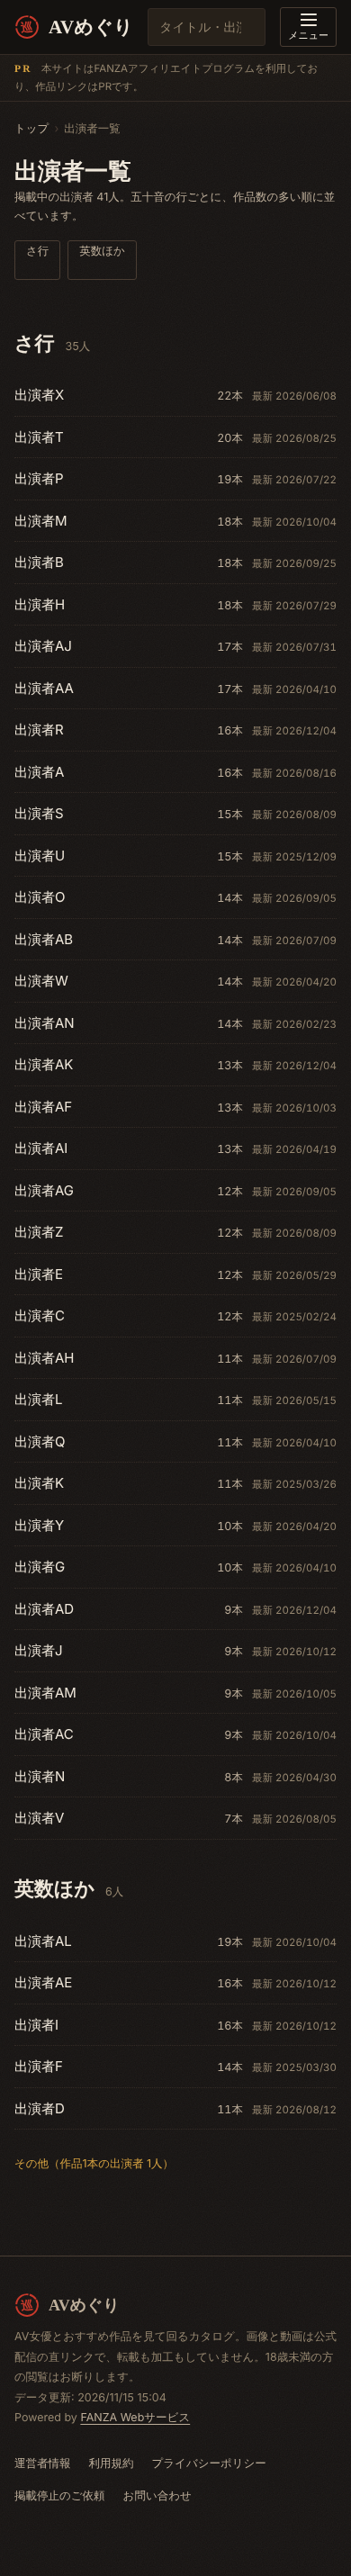 巡 AVめぐり
タイトル・出演
メニュー
PR 本サイトはFANZAアフィリエイトプログラムを利用してお
り、作品リンクはPRです。
トップ › 出演者一覧
出演者一覧
掲載中の出演者 41人。五十音の行ごとに、作品数の多い順に並
べています。
さ行 英数ほか
さ行 35人
出演者X 22本 最新 2026/06/08
出演者T 20本 最新 2026/08/25
出演者P 19本 最新 2026/07/22
出演者M 18本 最新 2026/10/04
出演者B 18本 最新 2026/09/25
出演者H 18本 最新 2026/07/29
出演者AJ 17本 最新 2026/07/31
出演者AA 17本 最新 2026/04/10
出演者R 16本 最新 2026/12/04
出演者A 16本 最新 2026/08/16
出演者S 15本 最新 2026/08/09
出演者U 15本 最新 2025/12/09
出演者O 14本 最新 2026/09/05
出演者AB 14本 最新 2026/07/09
出演者W 14本 最新 2026/04/20
出演者AN 14本 最新 2026/02/23
出演者AK 13本 最新 2026/12/04
出演者AF 13本 最新 2026/10/03
出演者AI 13本 最新 2026/04/19
出演者AG 12本 最新 2026/09/05
出演者Z 12本 最新 2026/08/09
出演者E 12本 最新 2026/05/29
出演者C 12本 最新 2025/02/24
出演者AH 11本 最新 2026/07/09
出演者L 11本 最新 2026/05/15
出演者Q 11本 最新 2026/04/10
出演者K 11本 最新 2025/03/26
出演者Y 10本 最新 2026/04/20
出演者G 10本 最新 2026/04/10
出演者AD 9本 最新 2026/12/04
出演者J 9本 最新 2026/10/12
出演者AM 9本 最新 2026/10/05
出演者AC 9本 最新 2026/10/04
出演者N 8本 最新 2026/04/30
出演者V 7本 最新 2026/08/05
英数ほか 6人
出演者AL 19本 最新 2026/10/04
出演者AE 16本 最新 2026/10/12
出演者I 16本 最新 2026/10/12
出演者F 14本 最新 2025/03/30
出演者D 11本 最新 2026/08/12
その他（作品1本の出演者 1人）
巡 AVめぐり
AV女優とおすすめ作品を見て回るカタログ。画像と動画は公式
配信の直リンクで、転載も加工もしていません。18歳未満の方
の閲覧はお断りします。
データ更新: 2026/11/15 15:04
Powered by FANZA Webサービス
運営者情報 利用規約 プライバシーポリシー
掲載停止のご依頼 お問い合わせ